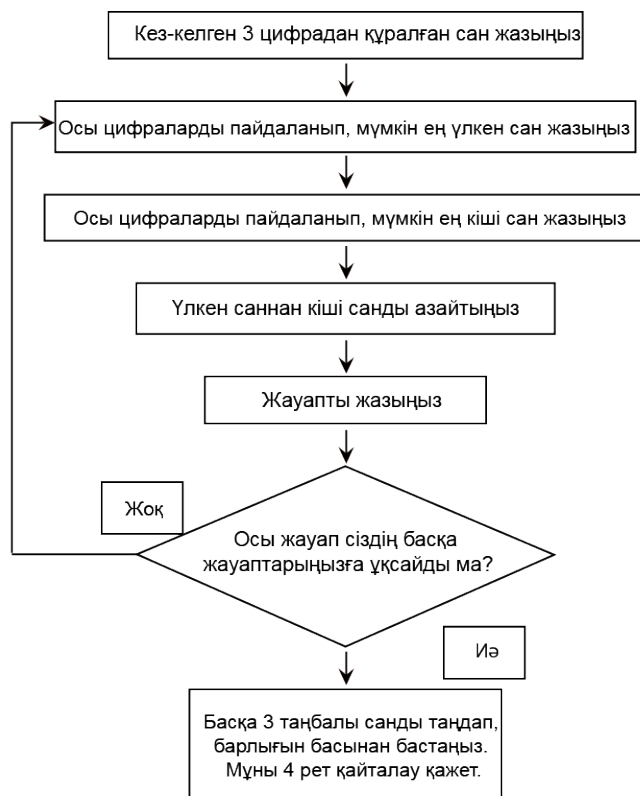 Кез-келген 3 цифрадан құралған сан жазыңыз
Осы цифраларды пайдаланып, мүмкін ең үлкен сан жазыңыз
Осы цифраларды пайдаланып, мүмкін ең кіші сан жазыңыз
Үлкен саннан кіші санды азайтыңыз
Жауапты жазыңыз
Жоқ
Осы жауап сіздің басқа
жауаптарыңызға ұқсайды ма?
Иә
Басқа 3 таңбалы санды таңдап,
барлығын басынан бастаңыз.
Мұны 4 рет қайталау қажет.